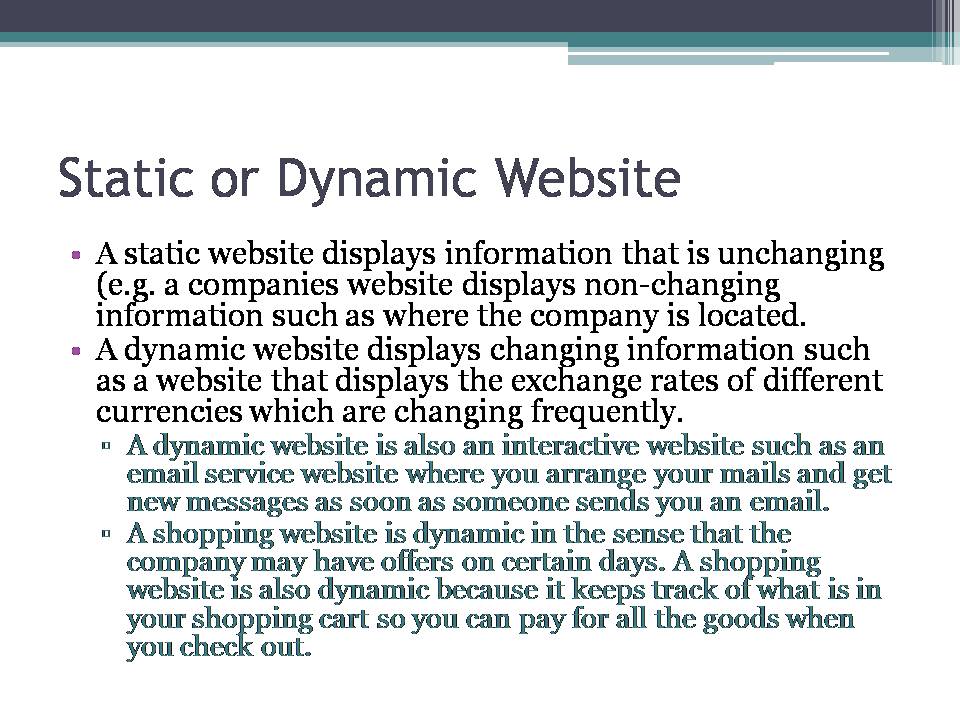 Static or Dynamic Website
▪ A static website displays information that is unchanging
(e.g. a companies website displays non-changing
information such as where the company is located.
▪ A dynamic website displays changing information such
as a website that displays the exchange rates of different
currencies which are changing frequently.
▫ A dynamic website is also an interactive website such as an
email service website where you arrange your mails and get
new messages as soon as someone sends you an email.
▫ A shopping website is dynamic in the sense that the
company may have offers on certain days. A shopping
website is also dynamic because it keeps track of what is in
your shopping cart so you can pay for all the goods when
you check out.